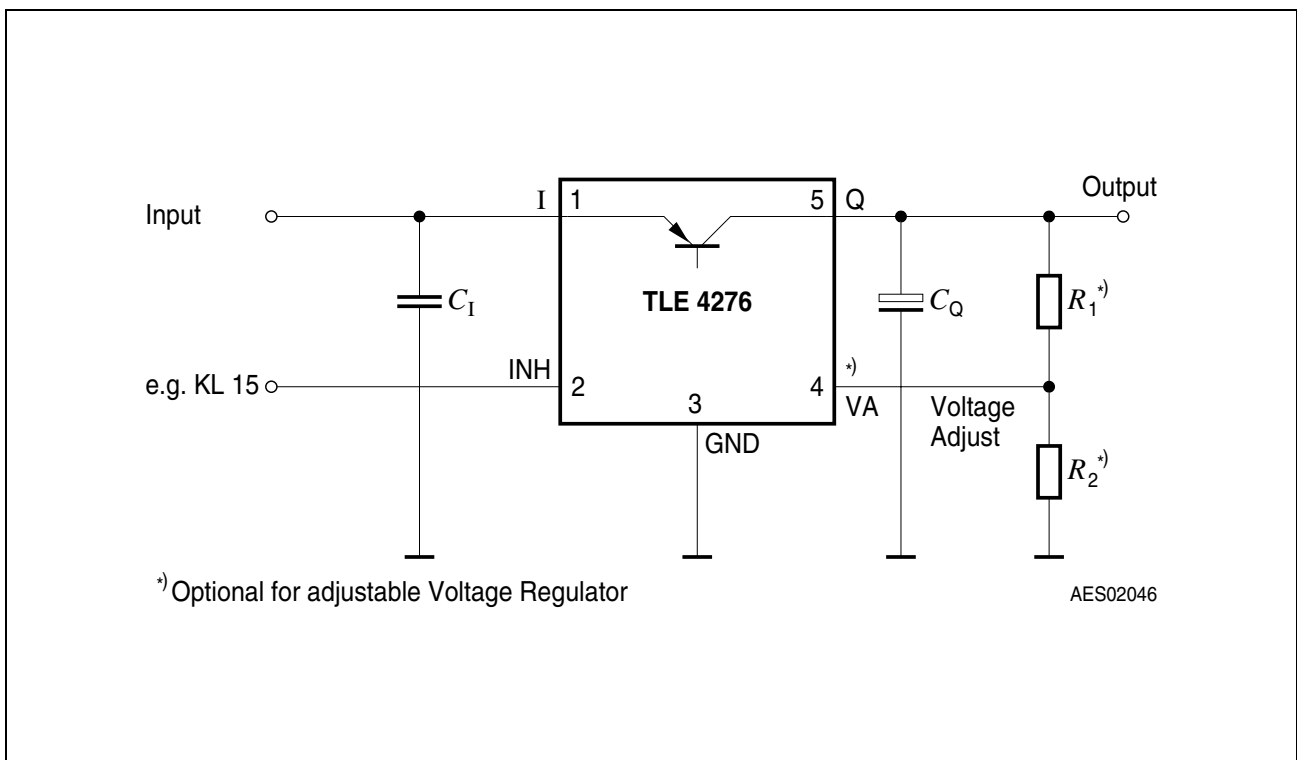 Output
Input
I 1
5 Q
C_I
TLE 4276
C_Q
R_1 *)
e.g. KL 15
INH
2
3
GND
4
*)
VA
Voltage
Adjust
R_2 *)
*) Optional for adjustable Voltage Regulator
AES02046